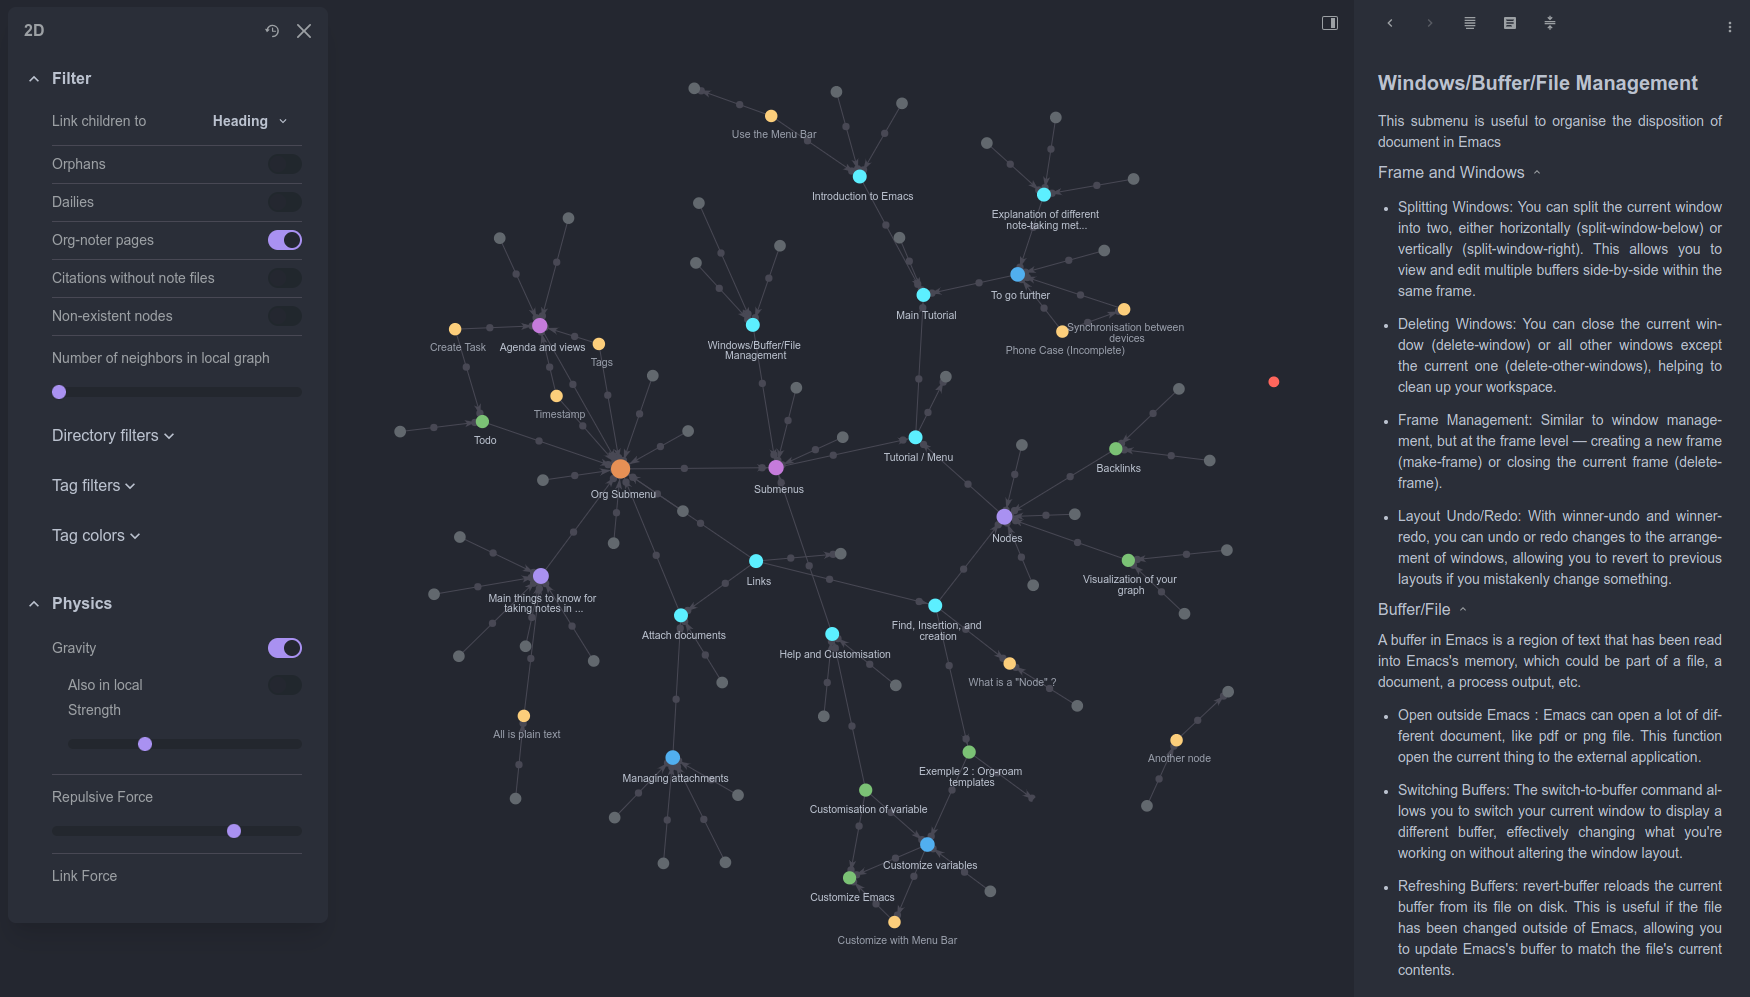 2D
Filter
Link children to
Heading
Orphans
Dailies
Org-noter pages
Citations without note files
Non-existent nodes
Number of neighbors in local graph
Directory filters
Tag filters
Tag colors
Physics
Gravity
Also in local
Strength
Repulsive Force
Link Force
Use the Menu Bar
Introduction to Emacs
Explanation of different
note-taking met...
To go further
Main Tutorial
Synchronisation between
devices
Phone Case (Incomplete)
Create Task
Agenda and views
Tags
Windows/Buffer/File
Management
Timestamp
Todo
Tutorial / Menu
Backlinks
Org Submenu
Submenus
Nodes
Links
Visualization of your
graph
Main things to know for
taking notes in ...
Attach documents
Find, Insertion, and
creation
Help and Customisation
What is a "Node" ?
All is plain text
Another node
Managing attachments
Exemple 2 : Org-roam
templates
Customisation of variable
Customize variables
Customize Emacs
Customize with Menu Bar
Windows/Buffer/File Management
This submenu is useful to organise the disposition of
document in Emacs
Frame and Windows
• Splitting Windows: You can split the current window
into two, either horizontally (split-window-below) or
vertically (split-window-right). This allows you to
view and edit multiple buffers side-by-side within the
same frame.
• Deleting Windows: You can close the current win-
dow (delete-window) or all other windows except
the current one (delete-other-windows), helping to
clean up your workspace.
• Frame Management: Similar to window manage-
ment, but at the frame level — creating a new frame
(make-frame) or closing the current frame (delete-
frame).
• Layout Undo/Redo: With winner-undo and winner-
redo, you can undo or redo changes to the arrange-
ment of windows, allowing you to revert to previous
layouts if you mistakenly change something.
Buffer/File
A buffer in Emacs is a region of text that has been read
into Emacs's memory, which could be part of a file, a
document, a process output, etc.
• Open outside Emacs : Emacs can open a lot of dif-
ferent document, like pdf or png file. This function
open the current thing to the external application.
• Switching Buffers: The switch-to-buffer command al-
lows you to switch your current window to display a
different buffer, effectively changing what you're
working on without altering the window layout.
• Refreshing Buffers: revert-buffer reloads the current
buffer from its file on disk. This is useful if the file
has been changed outside of Emacs, allowing you
to update Emacs's buffer to match the file's current
contents.